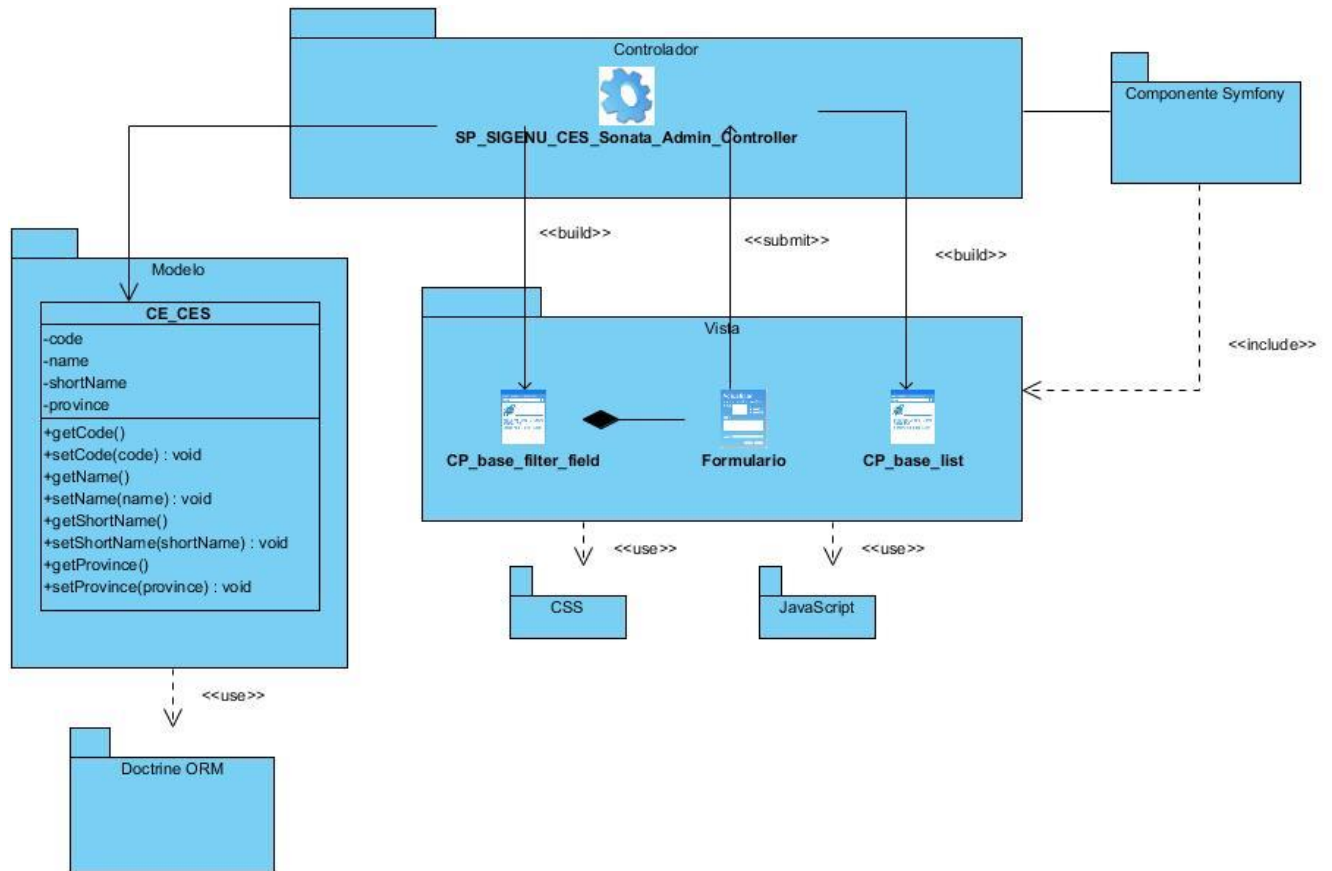 Controlador
SP_SIGENU_CES_Sonata_Admin_Controller
Componente Symfony
<<build>>
<<submit>>
<<build>>
<<include>>
Modelo
CE_CES
-code
-name
-shortName
-province
+getCode()
+setCode(code) : void
+getName()
+setName(name) : void
+getShortName()
+setShortName(shortName) : void
+getProvince()
+setProvince(province) : void
Vista
CP_base_filter_field
Formulario
CP_base_list
<<use>>
<<use>>
CSS
JavaScript
<<use>>
Doctrine ORM